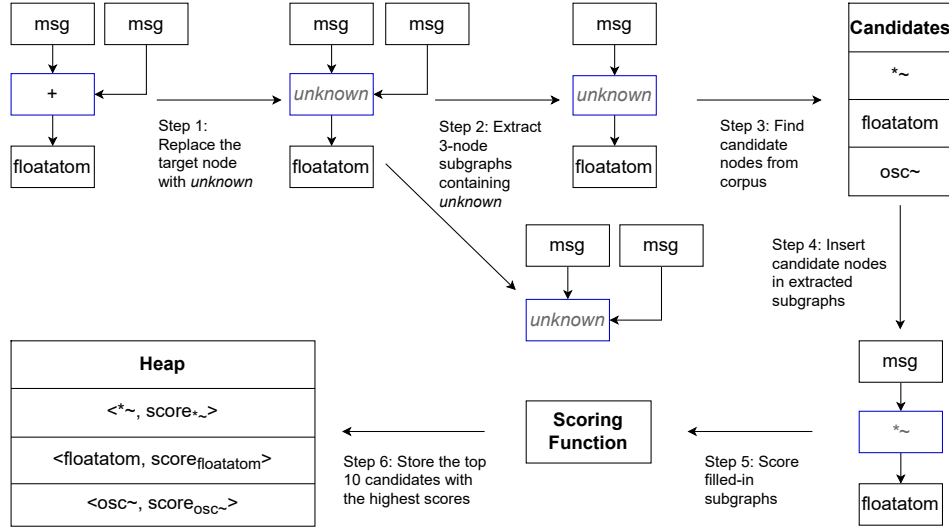 msg
msg
+
floatatom
Step 1:
Replace the
target node
with unknown
msg
msg
unknown
floatatom
Step 2: Extract
3-node
subgraphs
containing
unknown
msg
unknown
floatatom
msg
msg
unknown
Step 3: Find
candidate
nodes from
corpus
Candidates
*~
floatatom
osc~
Step 4: Insert
candidate nodes
in extracted
subgraphs
msg
*~
floatatom
Step 5: Score
filled-in
subgraphs
Scoring
Function
Step 6: Store the top
10 candidates with
the highest scores
Heap
<*~, score*~>
<floatatom, scorefloatatom>
<osc~, scoreosc~>